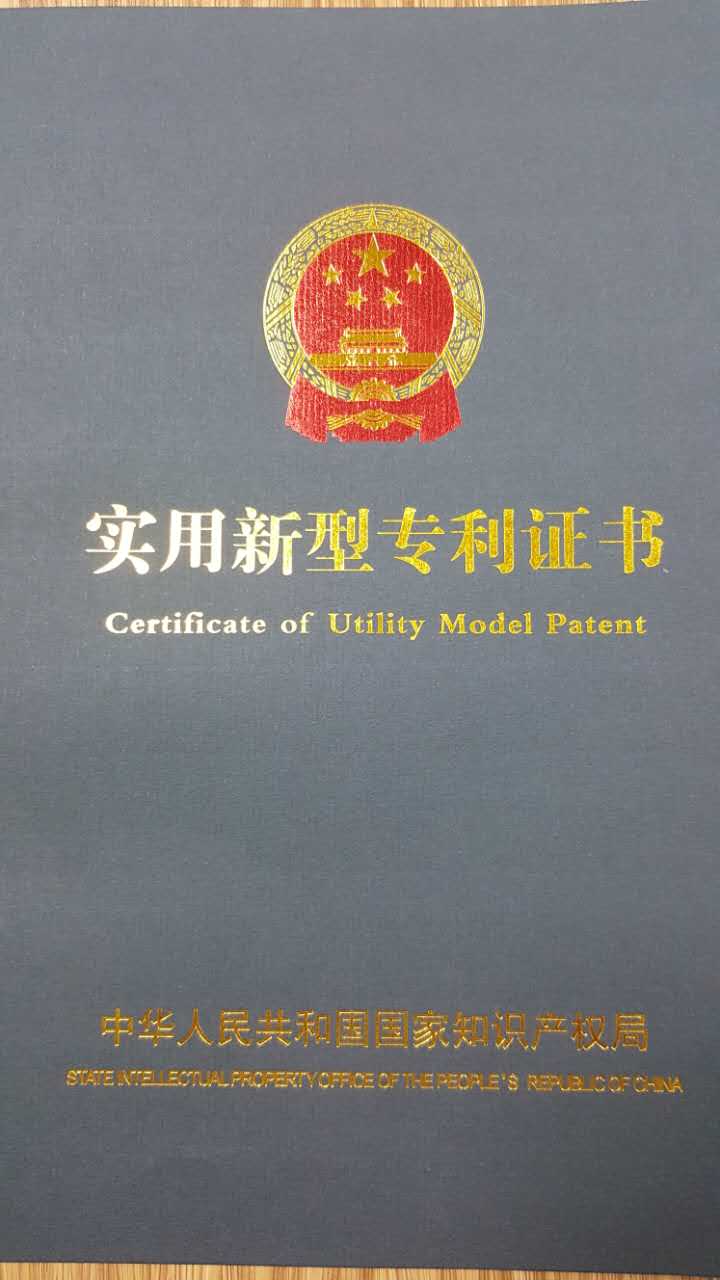 实用新型专利证书
Certificate of Utility Model Patent
中华人民共和国国家知识产权局
STATE INTELLECTUAL PROPERTY OFFICE OF THE PEOPLE'S REPUBLIC OF CHINA